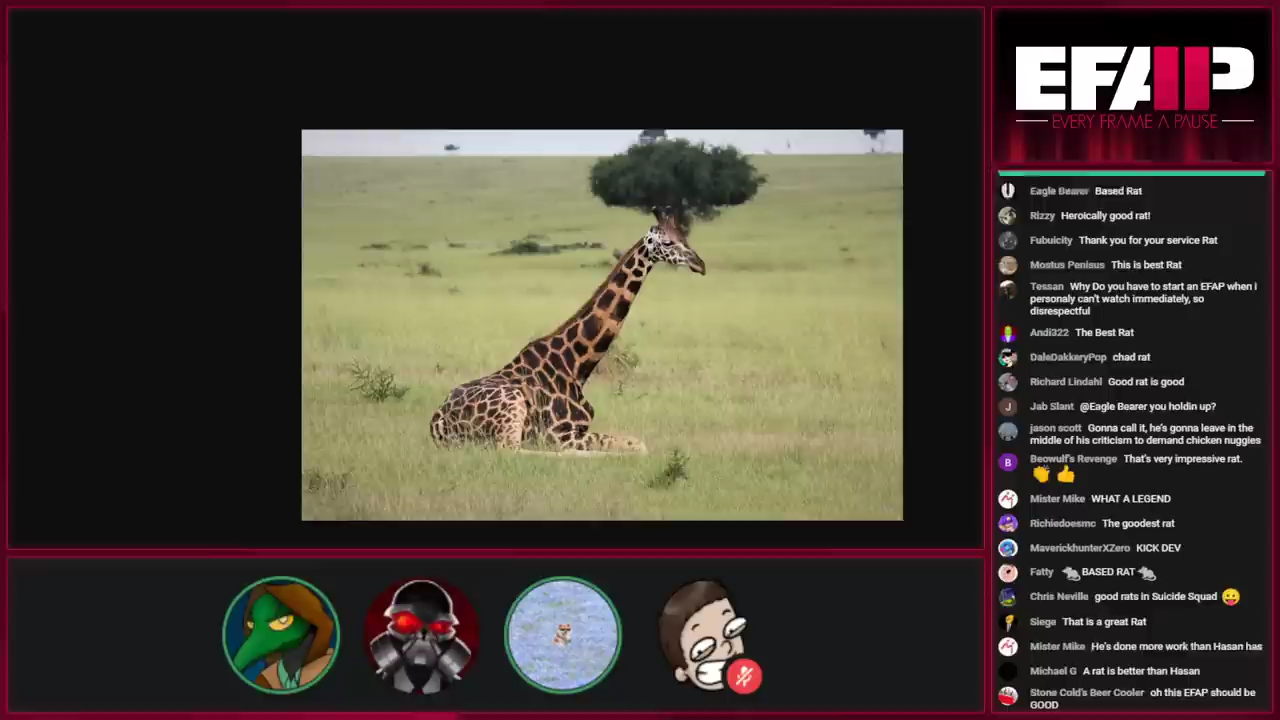 EFAP
EVERY FRAME A PAUSE
Eagle Bearer Based Rat
Rizzy Heroically good rat!
Fubuicity Thank you for your service Rat
Mostus Penisus This is best Rat
Tessan Why Do you have to start an EFAP when i
personaly can't watch immediately, so
disrespectful
Andi322 The Best Rat
DaleDakkeryPop chad rat
Richard Lindahl Good rat is good
J Jab Slant @Eagle Bearer you holdin up?
jason scott Gonna call it, he's gonna leave in the
middle of his criticism to demand chicken nuggies
B Beowulf's Revenge That's very impressive rat.
👏 👍
Mister Mike WHAT A LEGEND
Richiedoesmc The goodest rat
MaverickhunterXZero KICK DEV
Fatty 🐀BASED RAT🐀
Chris Neville good rats in Suicide Squad 😜
Siege That is a great Rat
Mister Mike He's done more work than Hasan has
Michael G A rat is better than Hasan
Stone Cold's Beer Cooler oh this EFAP should be
GOOD